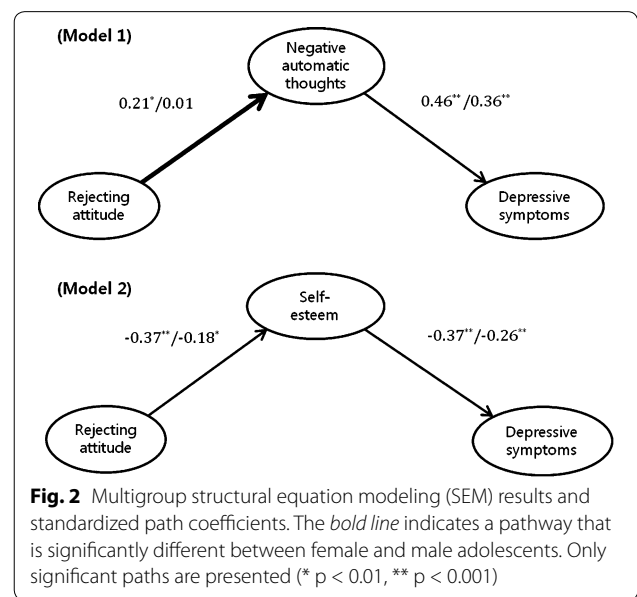 (Model 1)
Negative
automatic
thoughts
0.21*/0.01
0.46**/0.36**
Rejecting
attitude
Depressive
symptoms
(Model 2)
Self-
esteem
-0.37**/-0.18*
-0.37**/-0.26**
Rejecting
attitude
Depressive
symptoms
Fig. 2 Multigroup structural equation modeling (SEM) results and
standardized path coefficients. The bold line indicates a pathway that
is significantly different between female and male adolescents. Only
significant paths are presented (* p < 0.01, ** p < 0.001)